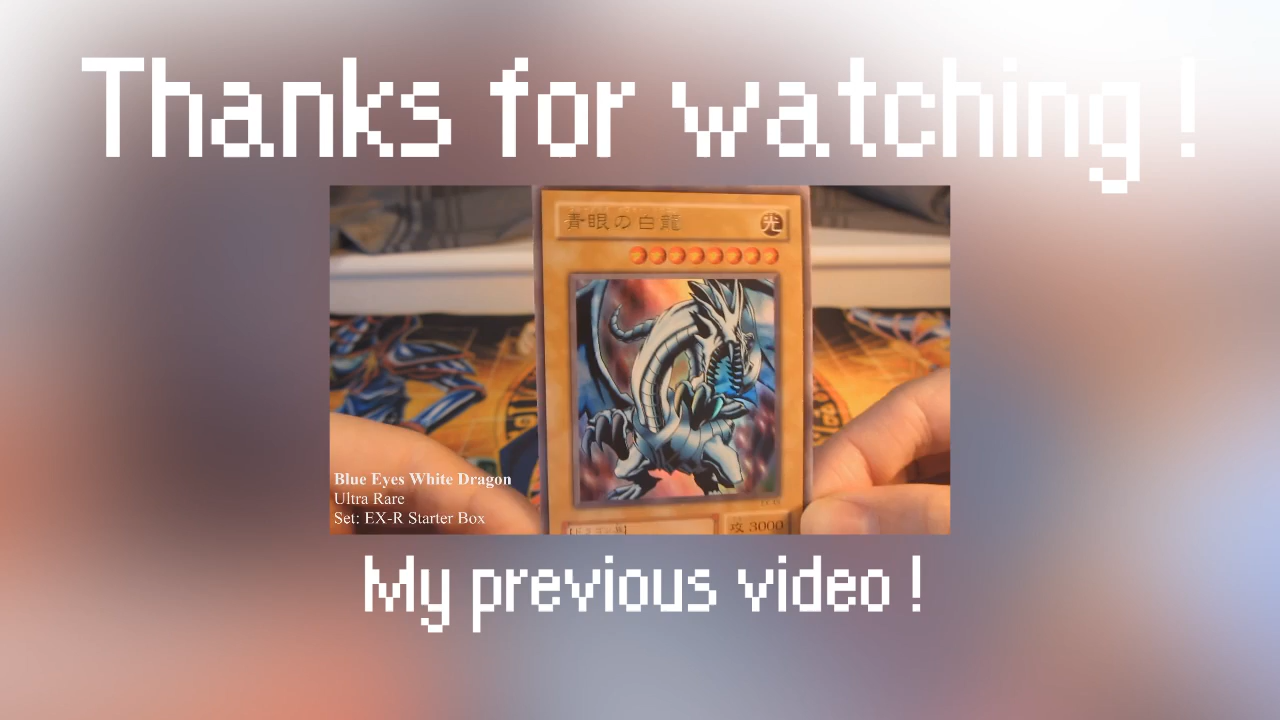 Thanks for watching !
青眼の白龍
光
Blue Eyes White Dragon
Ultra Rare
Set: EX-R Starter Box
攻 3000
My previous video !